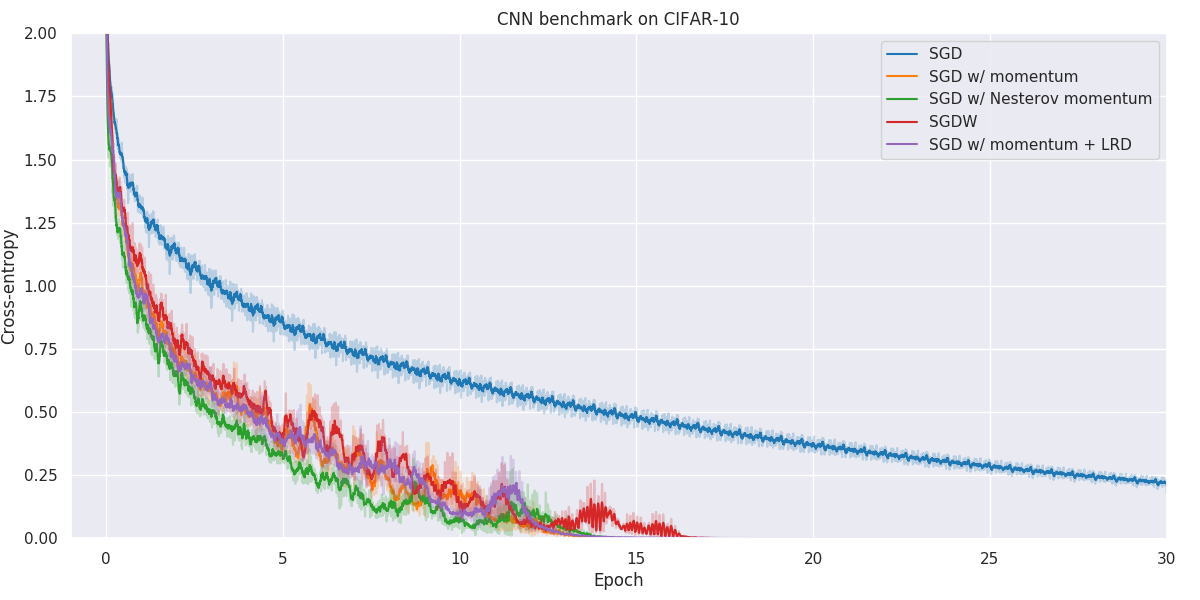 CNN benchmark on CIFAR-10
2.00
1.75
1.50
1.25
1.00
0.75
0.50
0.25
0.00
Cross-entropy
SGD
SGD w/ momentum
SGD w/ Nesterov momentum
SGDW
SGD w/ momentum + LRD
0 5 10 15 20 25 30
Epoch